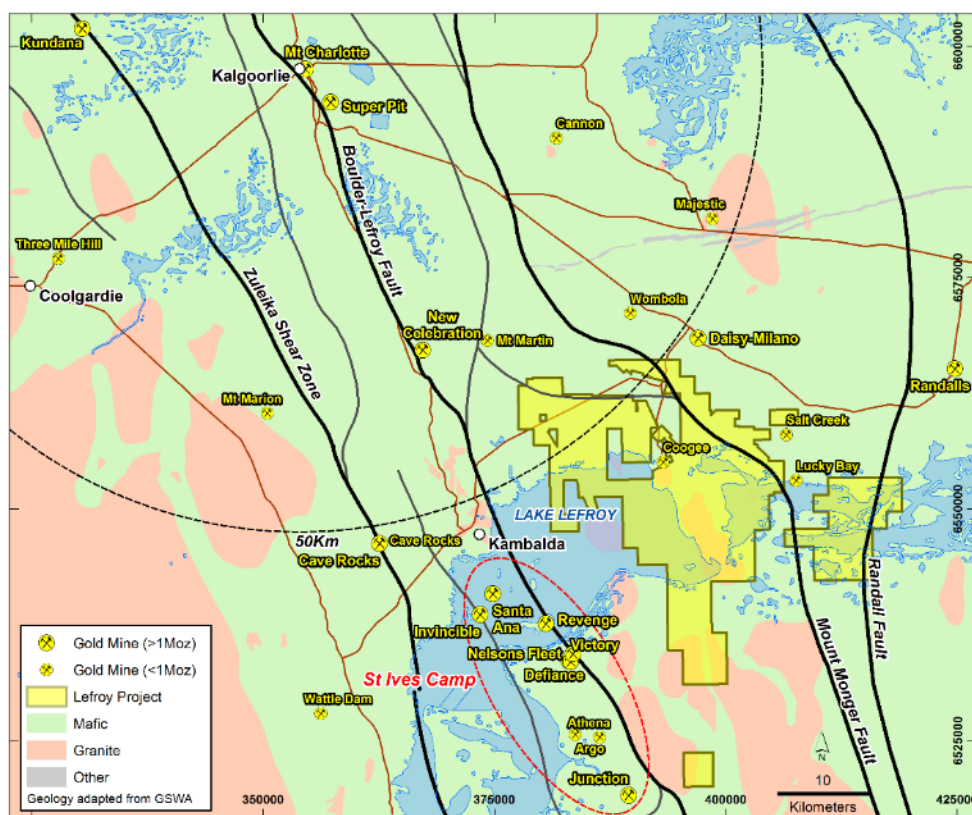 Kundana
Mt Charlotte
Kalgoorlie
Super Pit
Cannon
Boulder-Lefroy Fault
Majestic
Three Mile Hill
Coolgardie
Zuleika Shear Zone
Wombola
New
Celebration
Mt Martin
Daisy-Milano
Randalls
Mt Marion
Salt Creek
Coogee
Lucky Bay
LAKE LEFROY
50Km
Cave Rocks
Cave Rocks
Kambalda
Randall Fault
Mount Monger Fault
Santa
Ana
Invincible
Revenge
Victory
Nelsons Fleet
Defiance
St Ives Camp
Wattle Dam
Athena
Argo
Junction
Gold Mine (>1Moz)
Gold Mine (<1Moz)
Lefroy Project
Mafic
Granite
Other
Geology adapted from GSWA
N
10
Kilometers
350000
375000
400000
425000
6600000
6575000
6550000
6525000